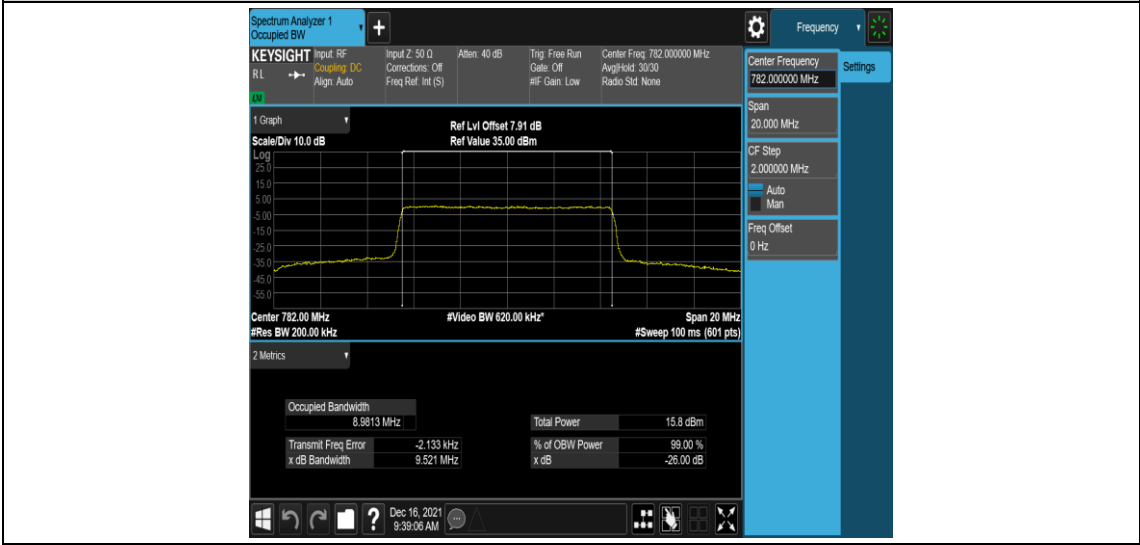 Spectrum Analyzer 1
Occupied BW
+
Frequency
KEYSIGHT
R L
LM
Input: RF
Coupling: DC
Align: Auto
Input Z: 50 Ω
Corrections: Off
Freq Ref: Int (S)
Atten: 40 dB
Trig: Free Run
Gate: Off
#IF Gain: Low
Center Freq: 782.000000 MHz
Avg|Hold: 30/30
Radio Std: None
Center Frequency
782.000000 MHz
Settings
Span
20.000 MHz
CF Step
2.000000 MHz
Auto
Man
Freq Offset
0 Hz
1 Graph
Scale/Div 10.0 dB
Ref Lvl Offset 7.91 dB
Ref Value 35.00 dBm
Log
25.0
15.0
5.00
-5.00
-15.0
-25.0
-35.0
-45.0
-55.0
Center 782.00 MHz
#Video BW 620.00 kHz*
Span 20 MHz
#Res BW 200.00 kHz
#Sweep 100 ms (601 pts)
2 Metrics
Occupied Bandwidth
8.9813 MHz
Total Power 15.8 dBm
Transmit Freq Error -2.133 kHz
% of OBW Power 99.00 %
x dB Bandwidth 9.521 MHz
x dB -26.00 dB
?
Dec 16, 2021
9:39:06 AM